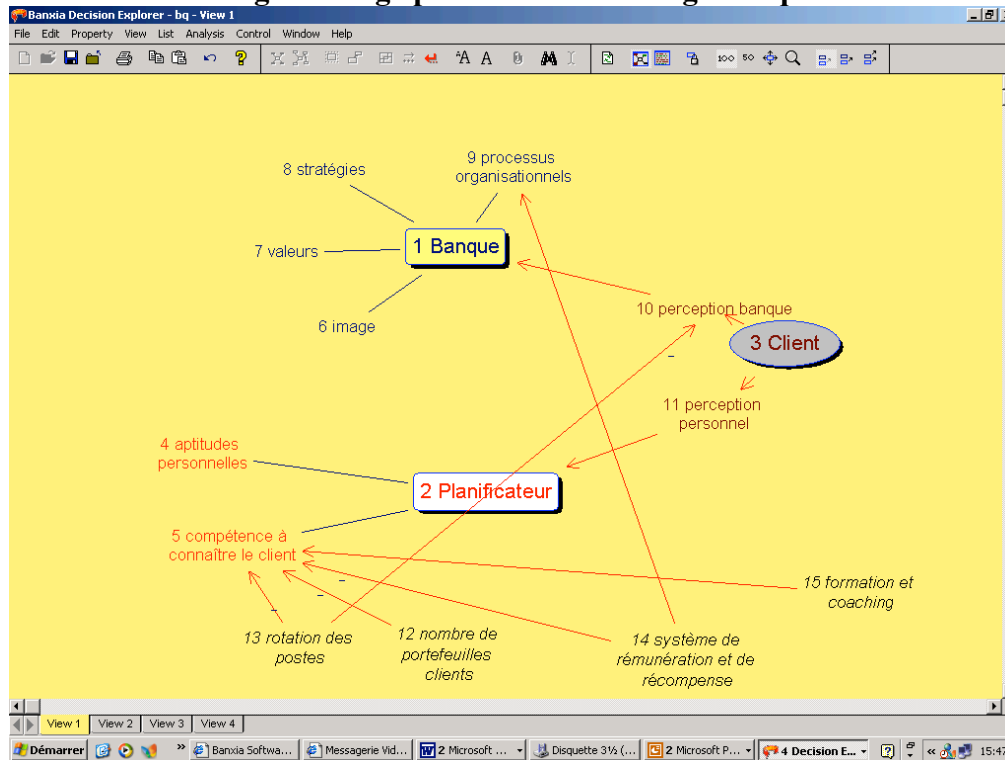 Banxia Decision Explorer - bq - View 1
File Edit Property View List Analysis Control Window Help
100 50
8 stratégies
9 processus
organisationnels
1 Banque
7 valeurs
6 image
10 perception banque
3 Client
11 perception
personnel
4 aptitudes
personnelles
2 Planificateur
5 compétence à
connaître le client
15 formation et
coaching
13 rotation des
postes
12 nombre de
portefeuilles
clients
14 système de
rémunération et de
récompense
View 1 View 2 View 3 View 4
Démarrer » Banxia Softwa... Messagerie Vid... 2 Microsoft ... Disquette 3½ (... 2 Microsoft P... 4 Decision E... « 15:47